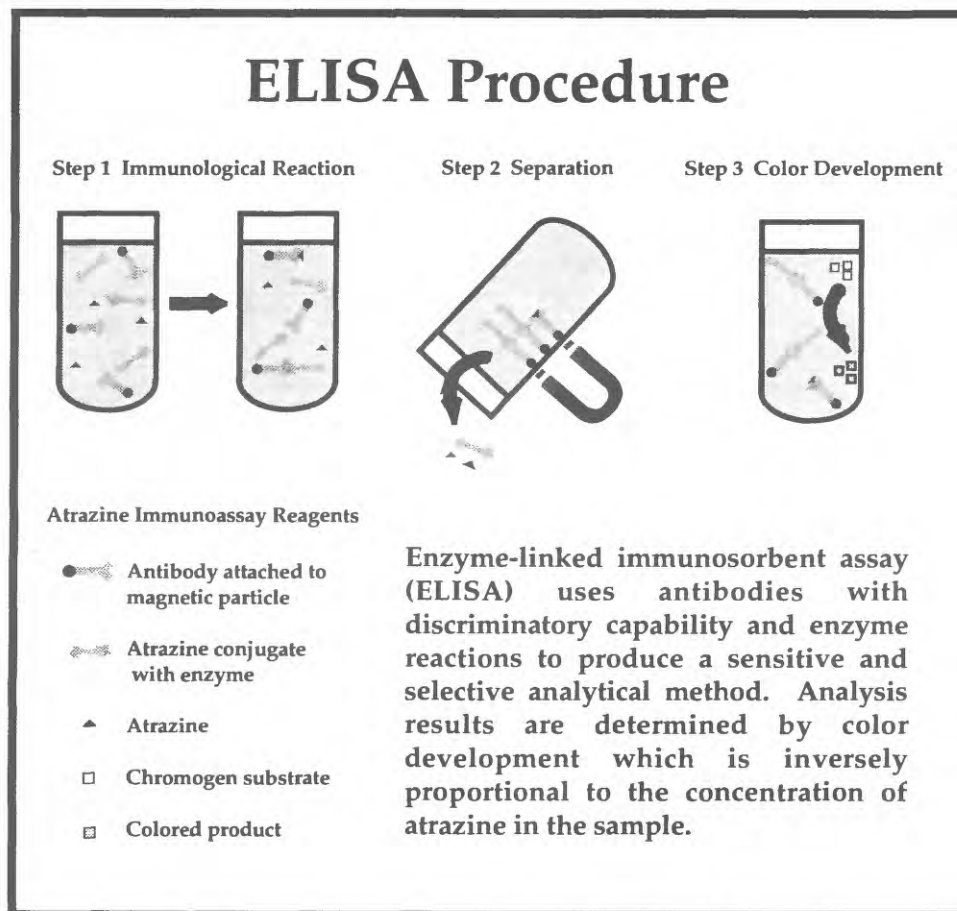 ELISA Procedure
Step 1 Immunological Reaction
Step 2 Separation
Step 3 Color Development
Atrazine Immunoassay Reagents
Antibody attached to
magnetic particle
Atrazine conjugate
with enzyme
Atrazine
Chromogen substrate
Colored product
Enzyme-linked immunosorbent assay
(ELISA) uses antibodies with
discriminatory capability and enzyme
reactions to produce a sensitive and
selective analytical method. Analysis
results are determined by color
development which is inversely
proportional to the concentration of
atrazine in the sample.